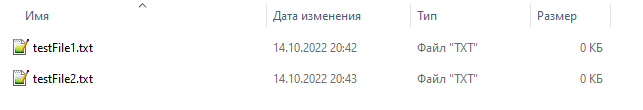 Имя Дата изменения Тип Размер
testFile1.txt 14.10.2022 20:42 Файл "TXT" 0 КБ
testFile2.txt 14.10.2022 20:43 Файл "TXT" 0 КБ